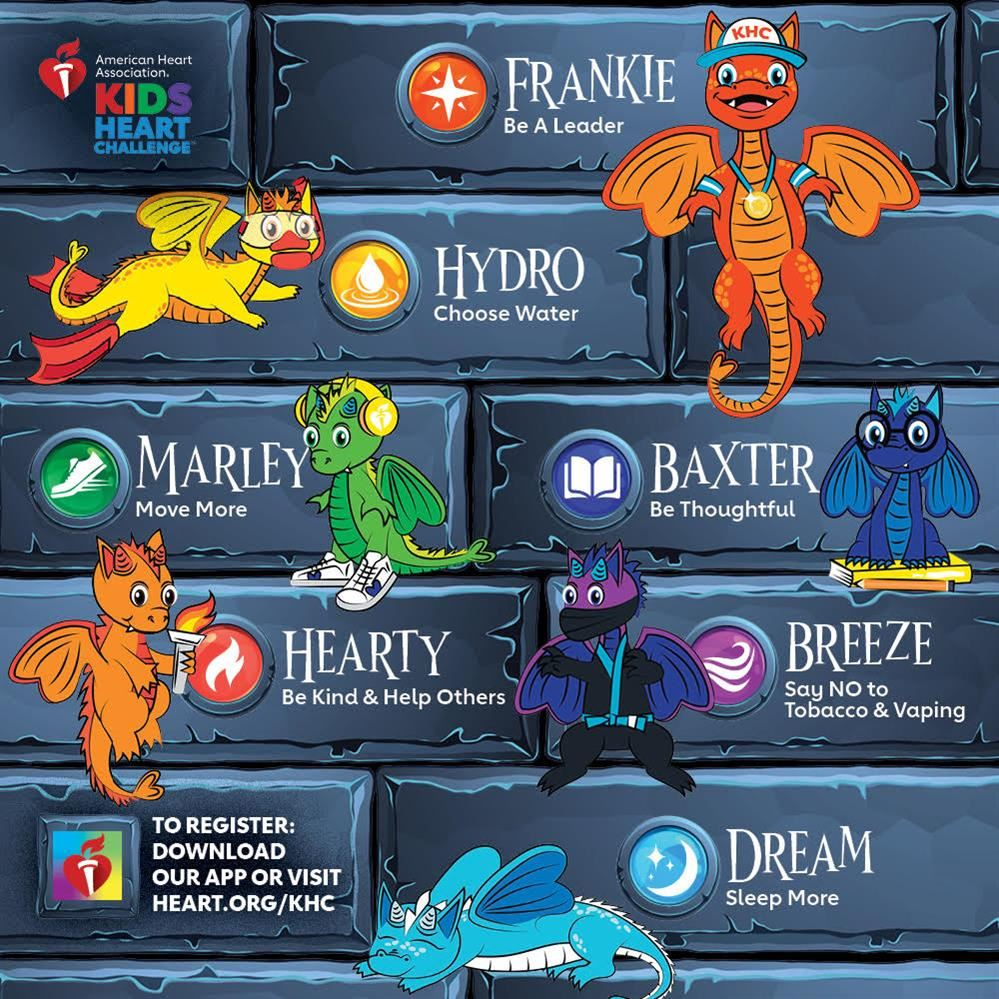 American Heart
Association.
KIDS
HEART
CHALLENGE™
KHC
FRANKIE
Be A Leader
HYDRO
Choose Water
MARLEY
Move More
BAXTER
Be Thoughtful
HEARTY
Be Kind & Help Others
BREEZE
Say NO to
Tobacco & Vaping
TO REGISTER:
DOWNLOAD
OUR APP OR VISIT
HEART.ORG/KHC
DREAM
Sleep More